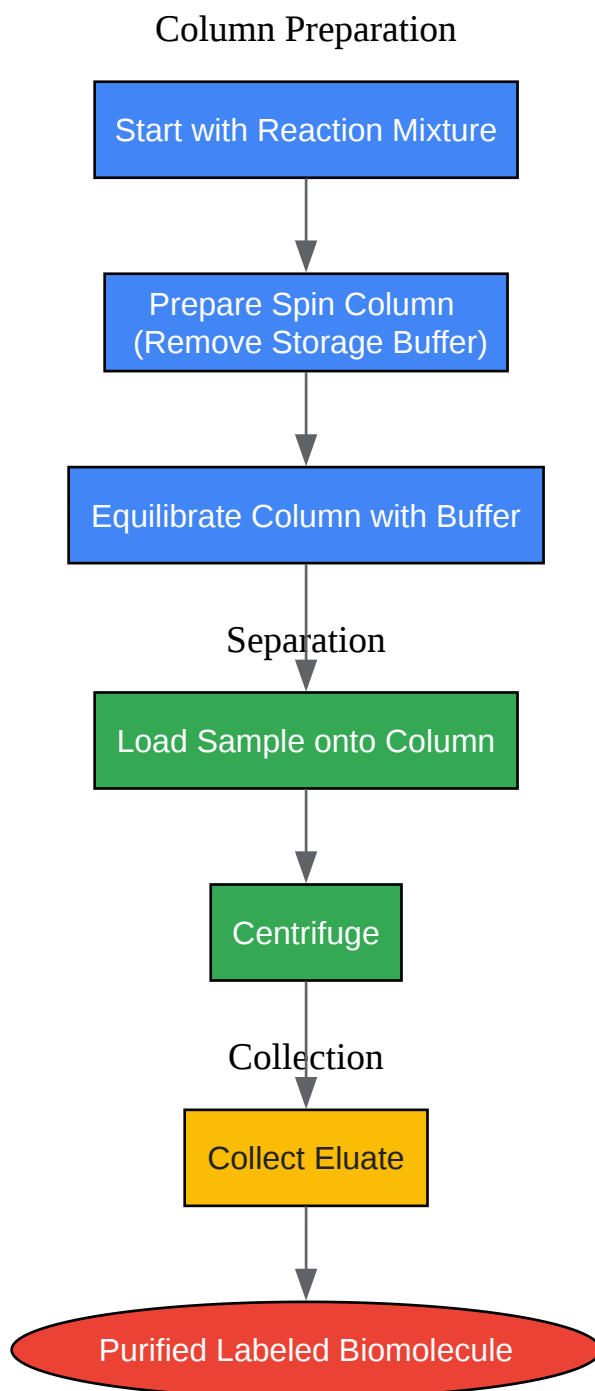 Column Preparation
Start with Reaction Mixture
Prepare Spin Column
(Remove Storage Buffer)
Equilibrate Column with Buffer
Separation
Load Sample onto Column
Centrifuge
Collection
Collect Eluate
Purified Labeled Biomolecule